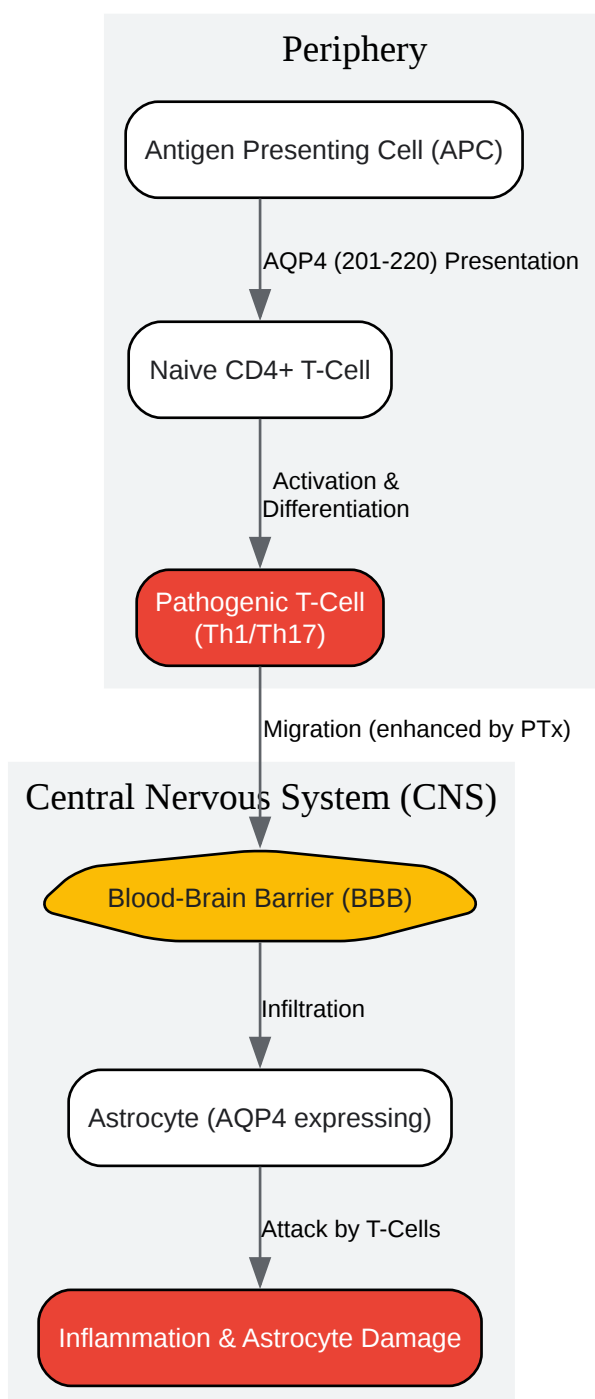 Periphery
Antigen Presenting Cell (APC)
AQP4 (201-220) Presentation
Naive CD4+ T-Cell
Activation &
Differentiation
Pathogenic T-Cell
(Th1/Th17)
Migration (enhanced by PTx)
Central Nervous System (CNS)
Blood-Brain Barrier (BBB)
Infiltration
Astrocyte (AQP4 expressing)
Attack by T-Cells
Inflammation & Astrocyte Damage